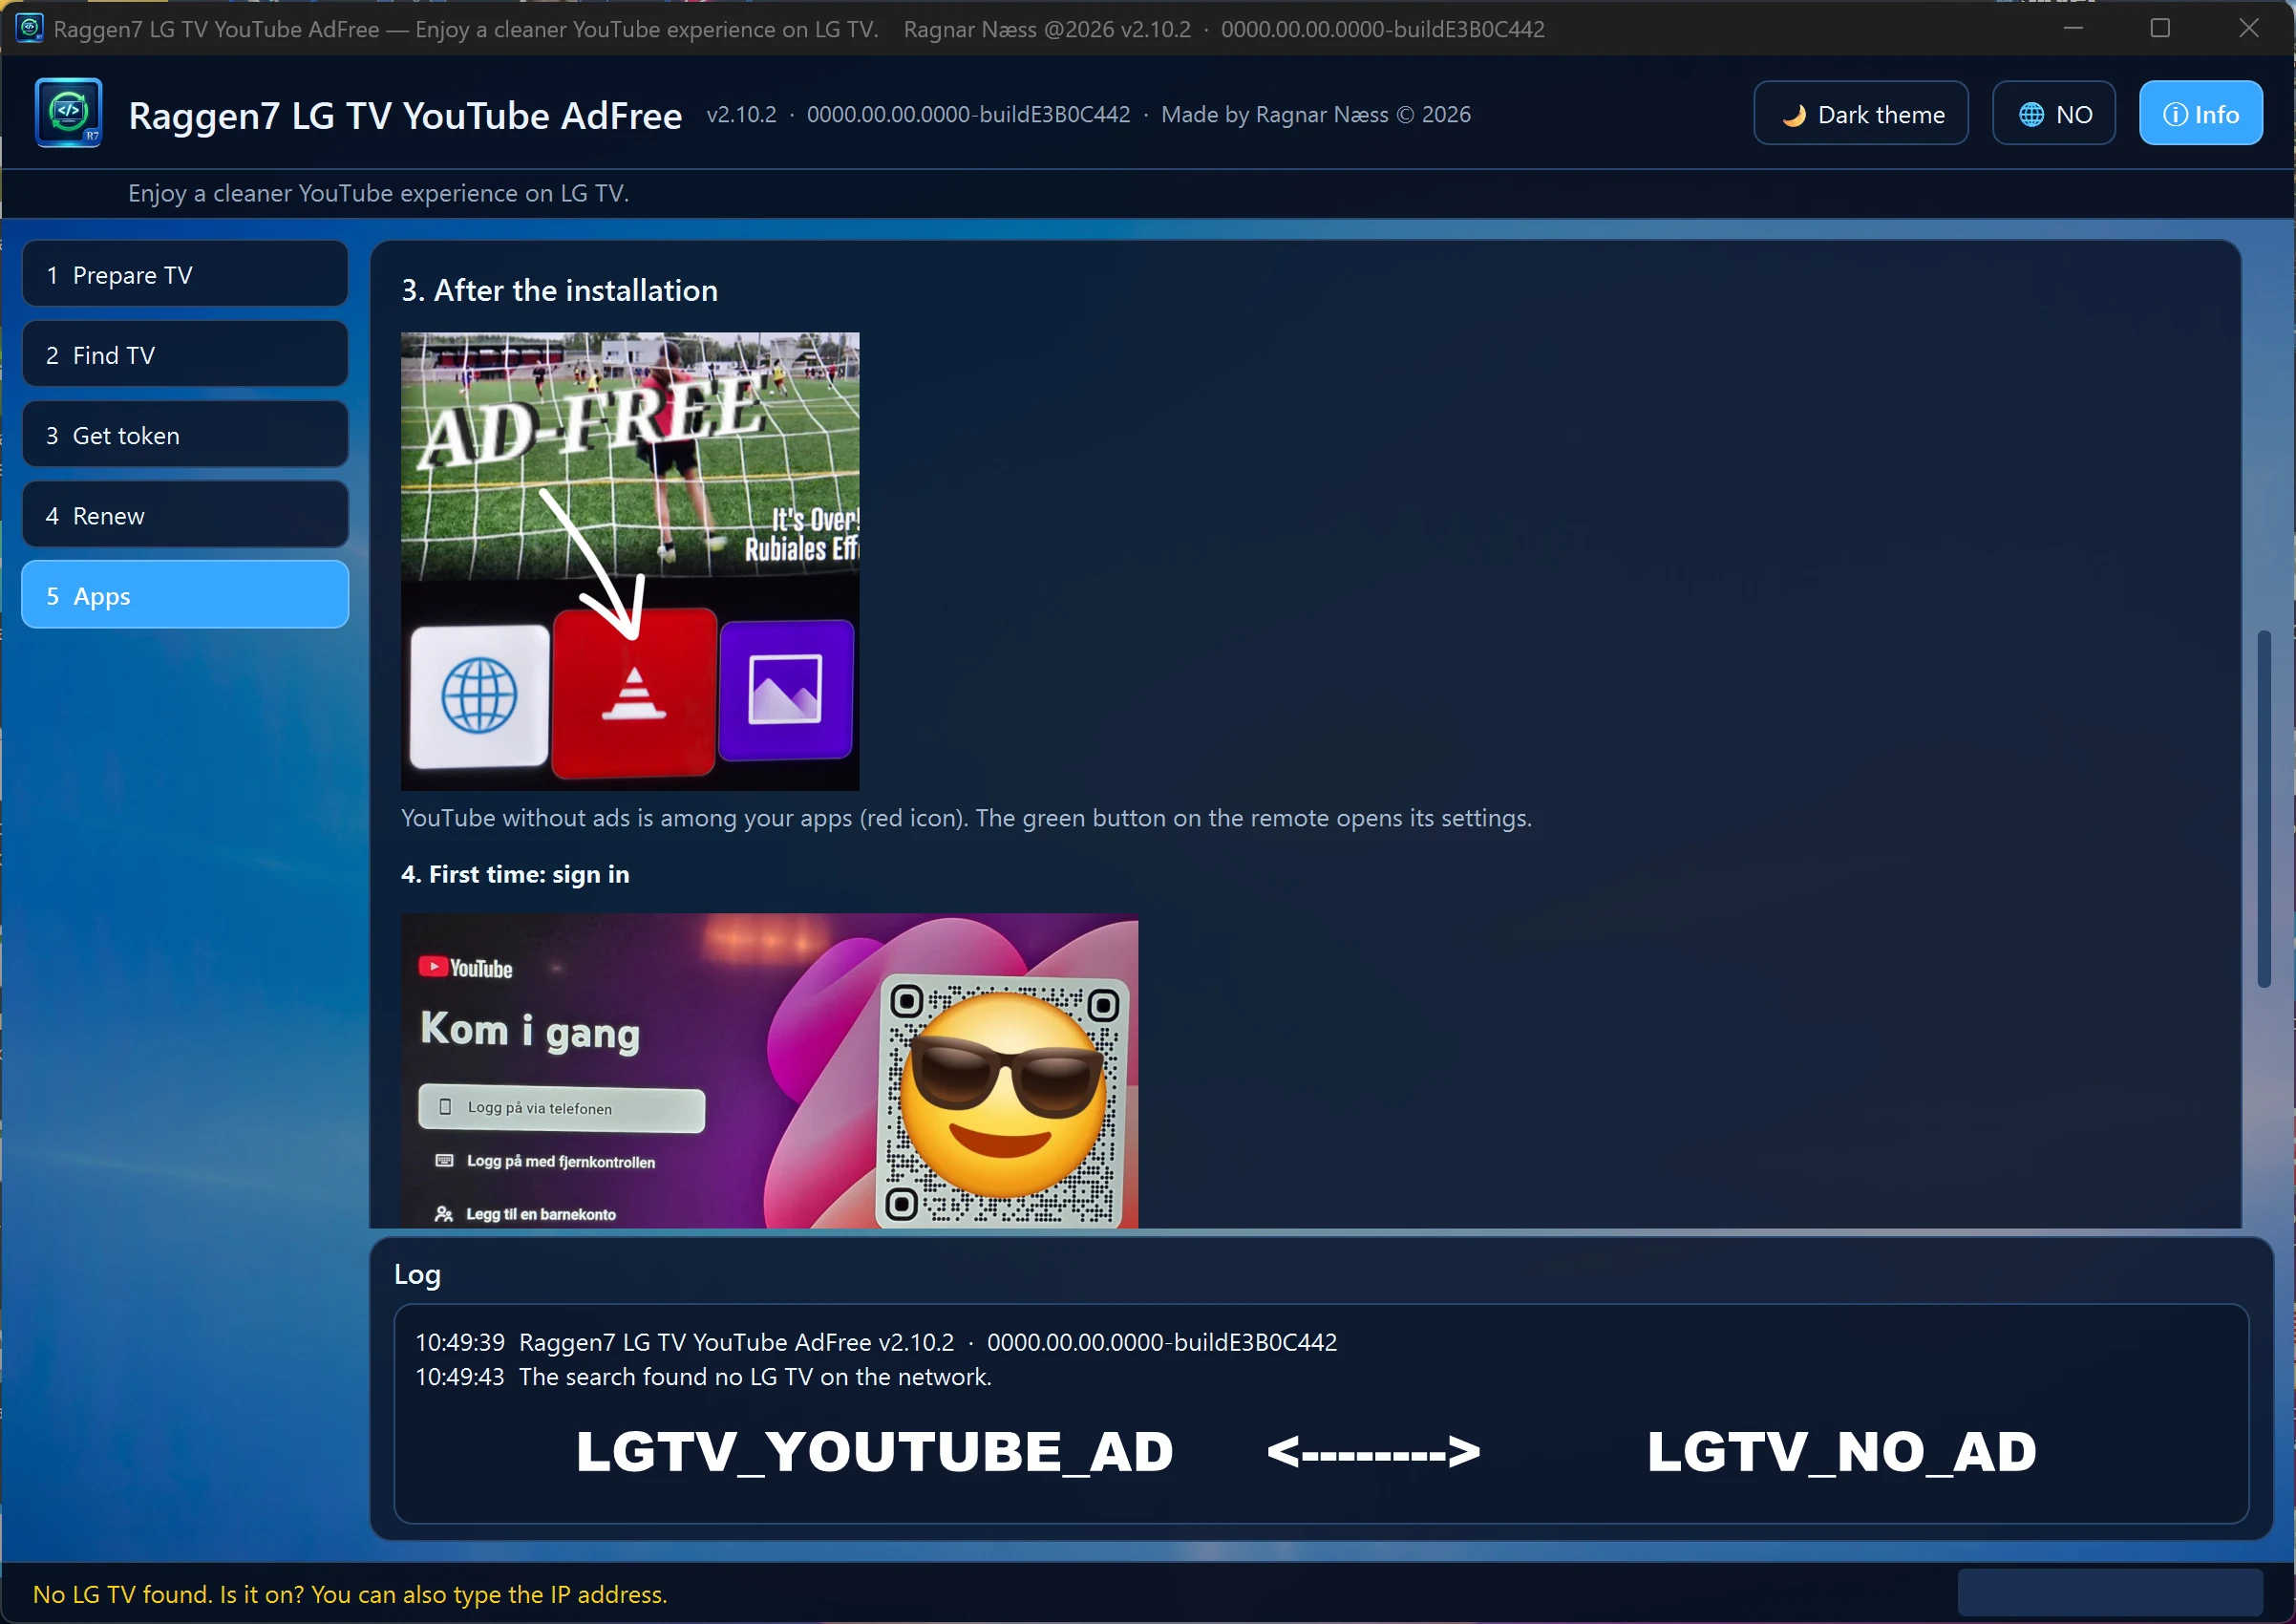 Raggen7 LG TV YouTube AdFree — Enjoy a cleaner YouTube experience on LG TV. Ragnar Næss @2026 v2.10.2 · 0000.00.00.0000-buildE3B0C442
R7
Raggen7 LG TV YouTube AdFree v2.10.2 · 0000.00.00.0000-buildE3B0C442 · Made by Ragnar Næss © 2026
Dark theme
NO
Info
Enjoy a cleaner YouTube experience on LG TV.
1 Prepare TV
2 Find TV
3 Get token
4 Renew
5 Apps
3. After the installation
AD-FREE
It's Over!
Rubiales Eff
YouTube without ads is among your apps (red icon). The green button on the remote opens its settings.
4. First time: sign in
YouTube
Kom i gang
Logg på via telefonen
Logg på med fjernkontrollen
Legg til en barnekonto
Log
10:49:39 Raggen7 LG TV YouTube AdFree v2.10.2 · 0000.00.00.0000-buildE3B0C442
10:49:43 The search found no LG TV on the network.
LGTV_YOUTUBE_AD <--------> LGTV_NO_AD
No LG TV found. Is it on? You can also type the IP address.